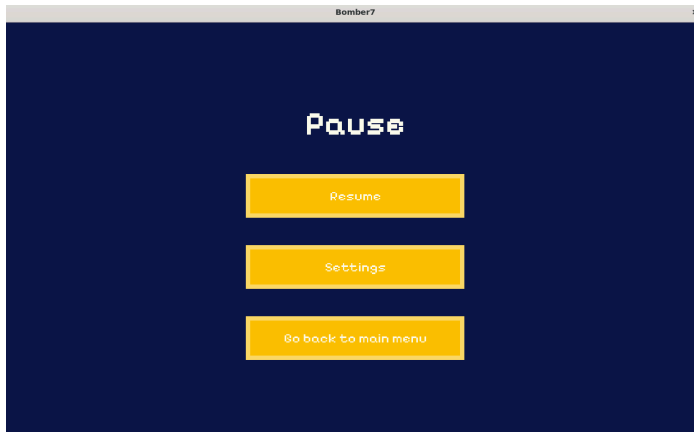 Bomber7
Pause
Resume
Settings
Go back to main menu